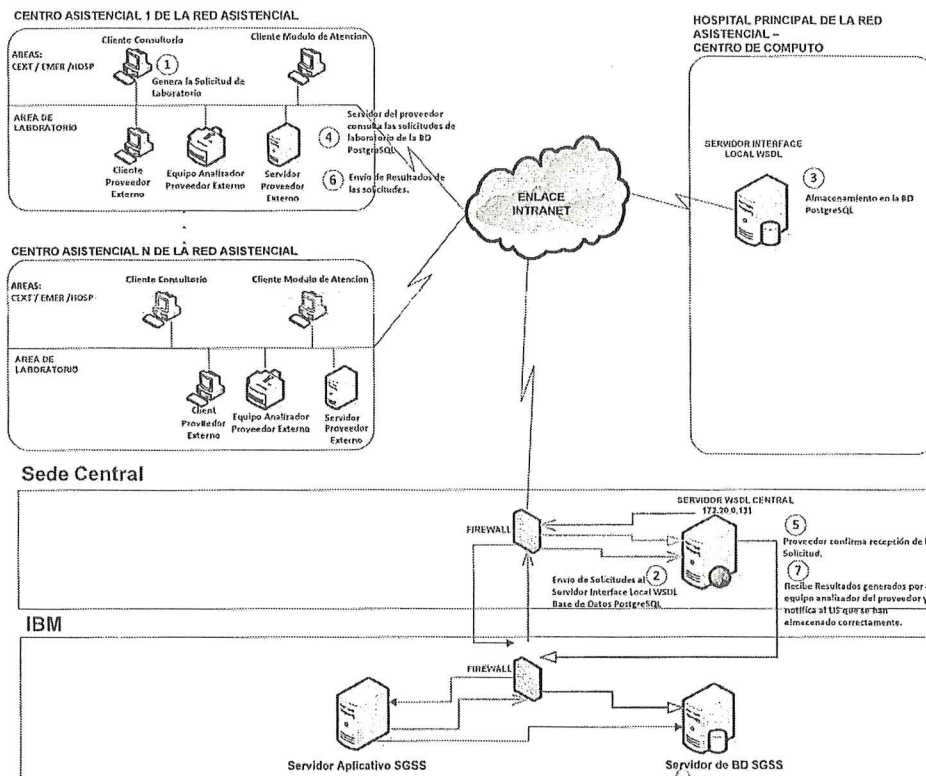 CENTRO ASISTENCIAL 1 DE LA RED ASISTENCIAL
Cliente Consultorio
Cliente Modulo de Atencion
AREAS:
CEXT / EMER /HOSP
1
Genera la Solicitud de
Laboratorio
AREA DE
LABORATORIO
Cliente
Proveedor
Externo
Equipo Analizador
Proveedor Externo
Servidor
Proveedor
Externo
4
Servidor del proveedor
consulta las solicitudes de
laboratorio de la BD
PostgreSQL
6
Envio de Resultados de
las solicitudes.
CENTRO ASISTENCIAL N DE LA RED ASISTENCIAL
AREAS:
CEXT / EMER /HOSP
Cliente Consultorio
Cliente Modulo de Atencion
AREA DE
LABORATORIO
Client
Proveedor
Externo
Equipo Analizador
Proveedor Externo
Servidor
Proveedor
Externo
ENLACE
INTRANET
HOSPITAL PRINCIPAL DE LA RED
ASISTENCIAL –
CENTRO DE COMPUTO
SERVIDOR INTERFACE
LOCAL WSDL
3
Almacenamiento en la BD
PostgreSQL
Sede Central
FIREWALL
SERVIDOR WSDL CENTRAL
172.20.0.131
2
Envio de Solicitudes al
Servidor Interface Local WSDL
Base de Datos PostgreSQL
5
Proveedor confirma recepción de l
Solicitud.
7
Recibe Resultados generados por e
equipo analizador del proveedor y
notifica al LIS que se han
almacenado correctamente.
IBM
FIREWALL
Servidor Aplicativo SGSS
Servidor de BD SGSS